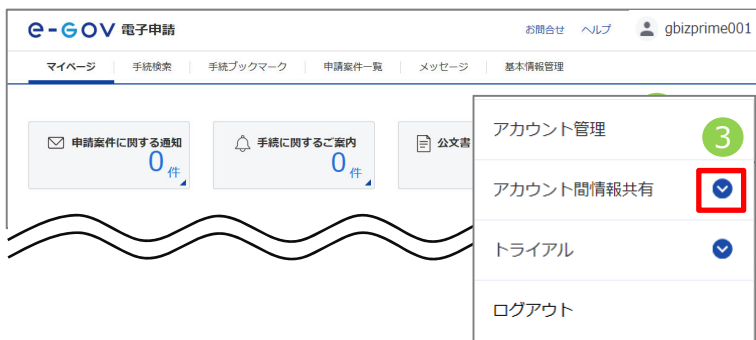 e-GOV 電子申請
お問合せ ヘルプ gbizprime001
マイページ 手続検索 手続ブックマーク 申請案件一覧 メッセージ 基本情報管理
申請案件に関する通知
0 件
手続に関するご案内
0 件
公文書
アカウント管理
3
アカウント間情報共有
トライアル
ログアウト